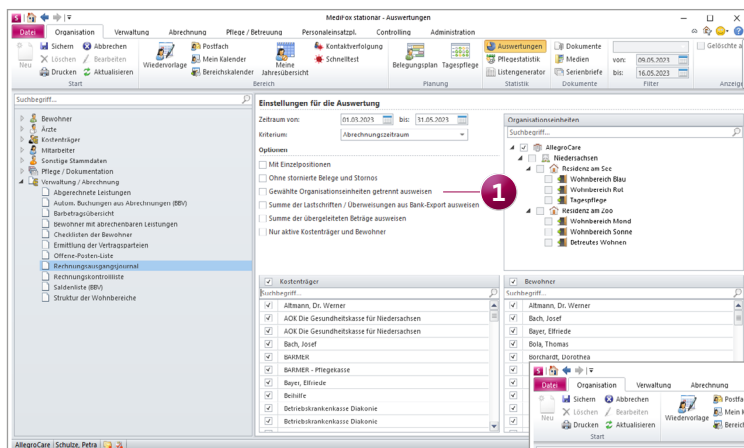 MediFox stationär - Auswertungen
Datei Organisation Verwaltung Abrechnung Pflege / Betreuung Personaleinsatzpl. Controlling Administration
Neu
Sichern Abbrechen
Löschen / Bearbeiten
Drucken Aktualisieren
Start
Wiedervorlage
Postfach
Mein Kalender
Bereichskalender
Meine Jahresübersicht
Kontaktverfolgung
Schnelltest
Bereich
Belegungsplan Tagespflege
Planung
Auswertungen
Pflegestatistik
Listengenerator
Statistik
Dokumente
Medien
Serienbriefe
Dokumente
von: 09.05.2023
bis: 16.05.2023
Filter
Gelöschte a
Anzeig
Suchbegriff...
Bewohner
Ärzte
Kostenträger
Mitarbeiter
Sonstige Stammdaten
Pflege / Dokumentation
Verwaltung / Abrechnung
Abgerechnete Leistungen
Autom. Buchungen aus Abrechnungen (BBV)
Barbetragsübersicht
Bewohner mit abrechenbaren Leistungen
Checklisten der Bewohner
Ermittlung der Vertragsparteien
Offene-Posten-Liste
Rechnungsausgangsjournal
Rechnungskontrollliste
Saldenliste (BBV)
Struktur der Wohnbereiche
Einstellungen für die Auswertung
Zeitraum von: 01.03.2023 bis: 31.05.2023
Kriterium: Abrechnungszeitraum
Optionen
Mit Einzelpositionen
Ohne stornierte Belege und Stornos
Gewählte Organisationseinheiten getrennt ausweisen
1
Summe der Lastschriften / Überweisungen aus Bank-Export ausweisen
Summe der übergeleiteten Beträge ausweisen
Nur aktive Kostenträger und Bewohner
Organisationseinheiten
Suchbegriff...
AllegroCare
Niedersachsen
Residenz am See
Wohnbereich Blau
Wohnbereich Rot
Tagespflege
Residenz am Zoo
Wohnbereich Mond
Wohnbereich Sonne
Betreutes Wohnen
Kostenträger
Suchbegriff...
Altmann, Dr. Werner
AOK Die Gesundheitskasse für Niedersachsen
AOK Die Gesundheitskasse für Niedersachsen
Bach, Josef
BARMER
BARMER - Pflegekasse
Bayer, Elfriede
Beihilfe
Betriebskrankenkasse Diakonie
Betriebskrankenkasse Diakonie
Bewohner
Suchbegriff...
Altmann, Dr. Werner
Bach, Josef
Bayer, Elfriede
Bola, Thomas
Borchardt, Dorothea
Datei Organisation Verwaltung Abrechnung
Neu
Sichern Abbrechen
Löschen / Bearbeiten
Drucken Aktualisieren
Start
Wiedervorlage
Postfa
Mein K
Bereich
AllegroCare Schulze, Petra